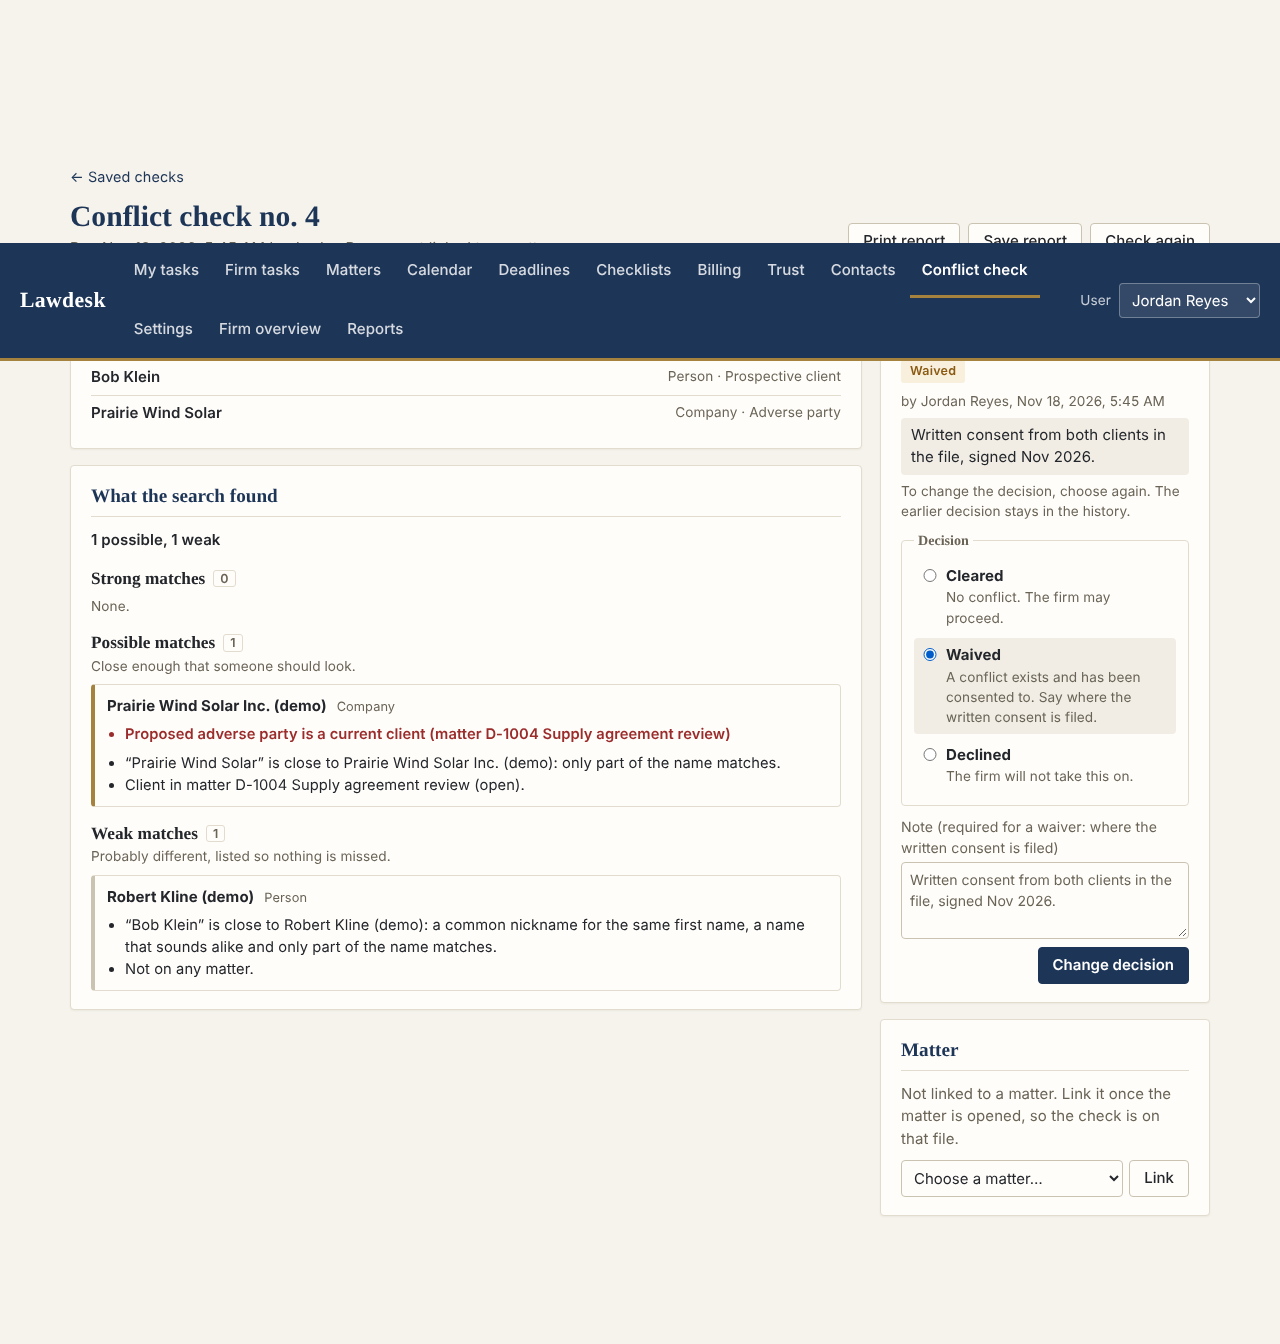 ← Saved checks
Conflict check no. 4
Print report Save report Check again
Lawdesk
My tasks Firm tasks Matters Calendar Deadlines Checklists Billing Trust Contacts Conflict check
Settings Firm overview Reports
User Jordan Reyes
Bob Klein Person · Prospective client
Prairie Wind Solar Company · Adverse party
What the search found
1 possible, 1 weak
Strong matches 0
None.
Possible matches 1
Close enough that someone should look.
Prairie Wind Solar Inc. (demo) Company
• Proposed adverse party is a current client (matter D-1004 Supply agreement review)
• “Prairie Wind Solar” is close to Prairie Wind Solar Inc. (demo): only part of the name matches.
• Client in matter D-1004 Supply agreement review (open).
Weak matches 1
Probably different, listed so nothing is missed.
Robert Kline (demo) Person
• “Bob Klein” is close to Robert Kline (demo): a common nickname for the same first name, a name
that sounds alike and only part of the name matches.
• Not on any matter.
Waived
by Jordan Reyes, Nov 18, 2026, 5:45 AM
Written consent from both clients in
the file, signed Nov 2026.
To change the decision, choose again. The
earlier decision stays in the history.
Decision
Cleared
No conflict. The firm may
proceed.
Waived
A conflict exists and has been
consented to. Say where the
written consent is filed.
Declined
The firm will not take this on.
Note (required for a waiver: where the
written consent is filed)
Written consent from both clients in the
file, signed Nov 2026.
Change decision
Matter
Not linked to a matter. Link it once the
matter is opened, so the check is on
that file.
Choose a matter... Link